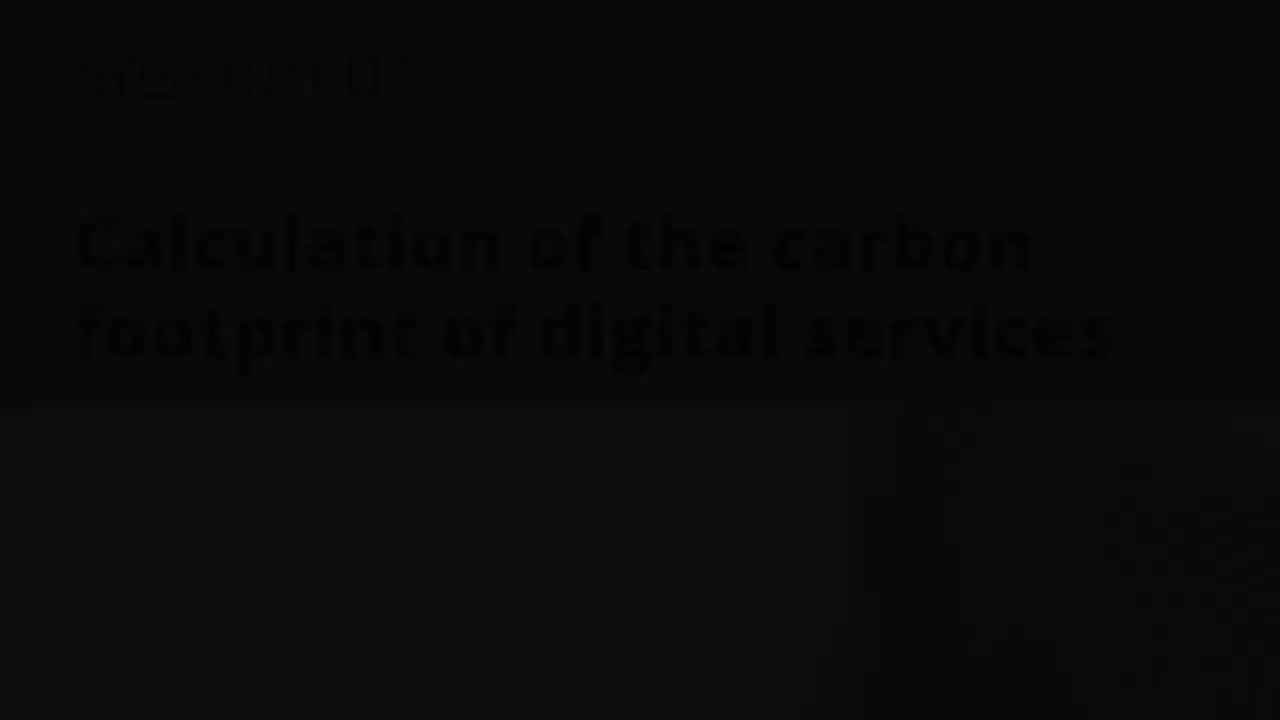 Session 01
Calculation of the carbon
footprint of digital services